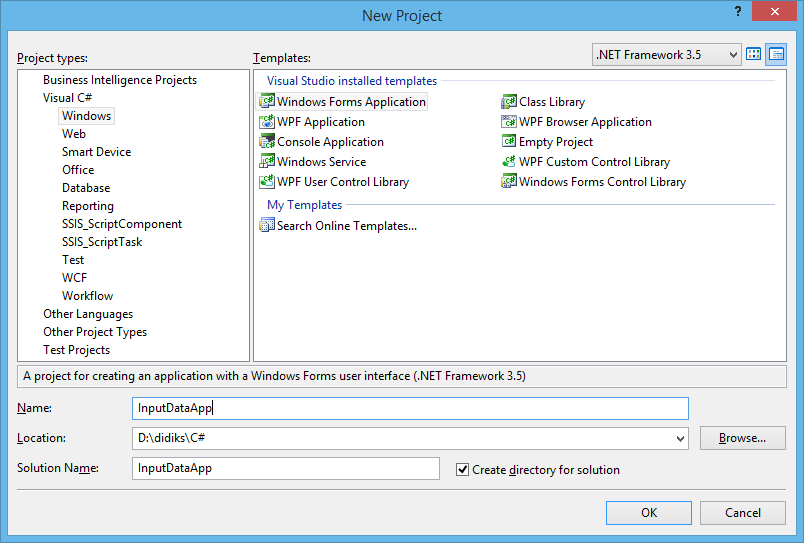 New Project
?
Project types:
Templates:
.NET Framework 3.5
Business Intelligence Projects
Visual C#
Windows
Web
Smart Device
Office
Database
Reporting
SSIS_ScriptComponent
SSIS_ScriptTask
Test
WCF
Workflow
Other Languages
Other Project Types
Test Projects
Visual Studio installed templates
Windows Forms Application
Class Library
WPF Application
WPF Browser Application
Console Application
Empty Project
Windows Service
WPF Custom Control Library
WPF User Control Library
Windows Forms Control Library
My Templates
Search Online Templates...
A project for creating an application with a Windows Forms user interface (.NET Framework 3.5)
Name:
InputDataApp
Location:
D:\didiks\C#
Browse...
Solution Name:
InputDataApp
Create directory for solution
OK
Cancel